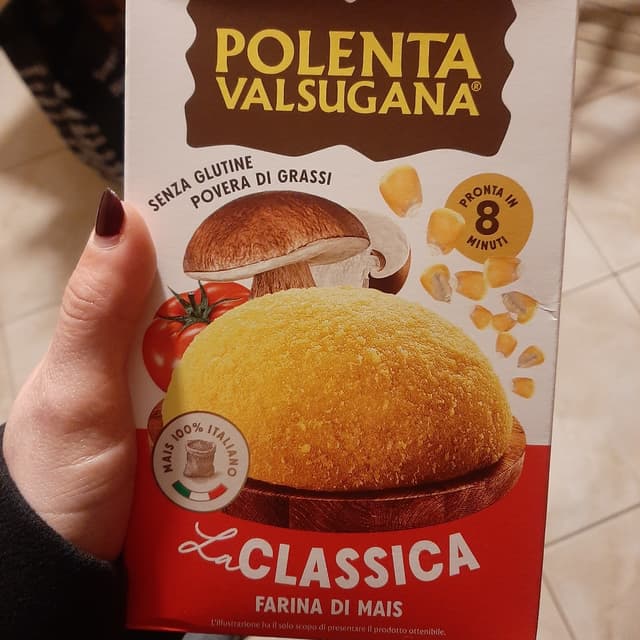 POLENTA
VALSUGANA®
SENZA GLUTINE
POVERA DI GRASSI
PRONTA IN
8
MINUTI
MAIS 100% ITALIANO
La CLASSICA
FARINA DI MAIS
L'illustrazione ha il solo scopo di presentare il prodotto ottenibile.